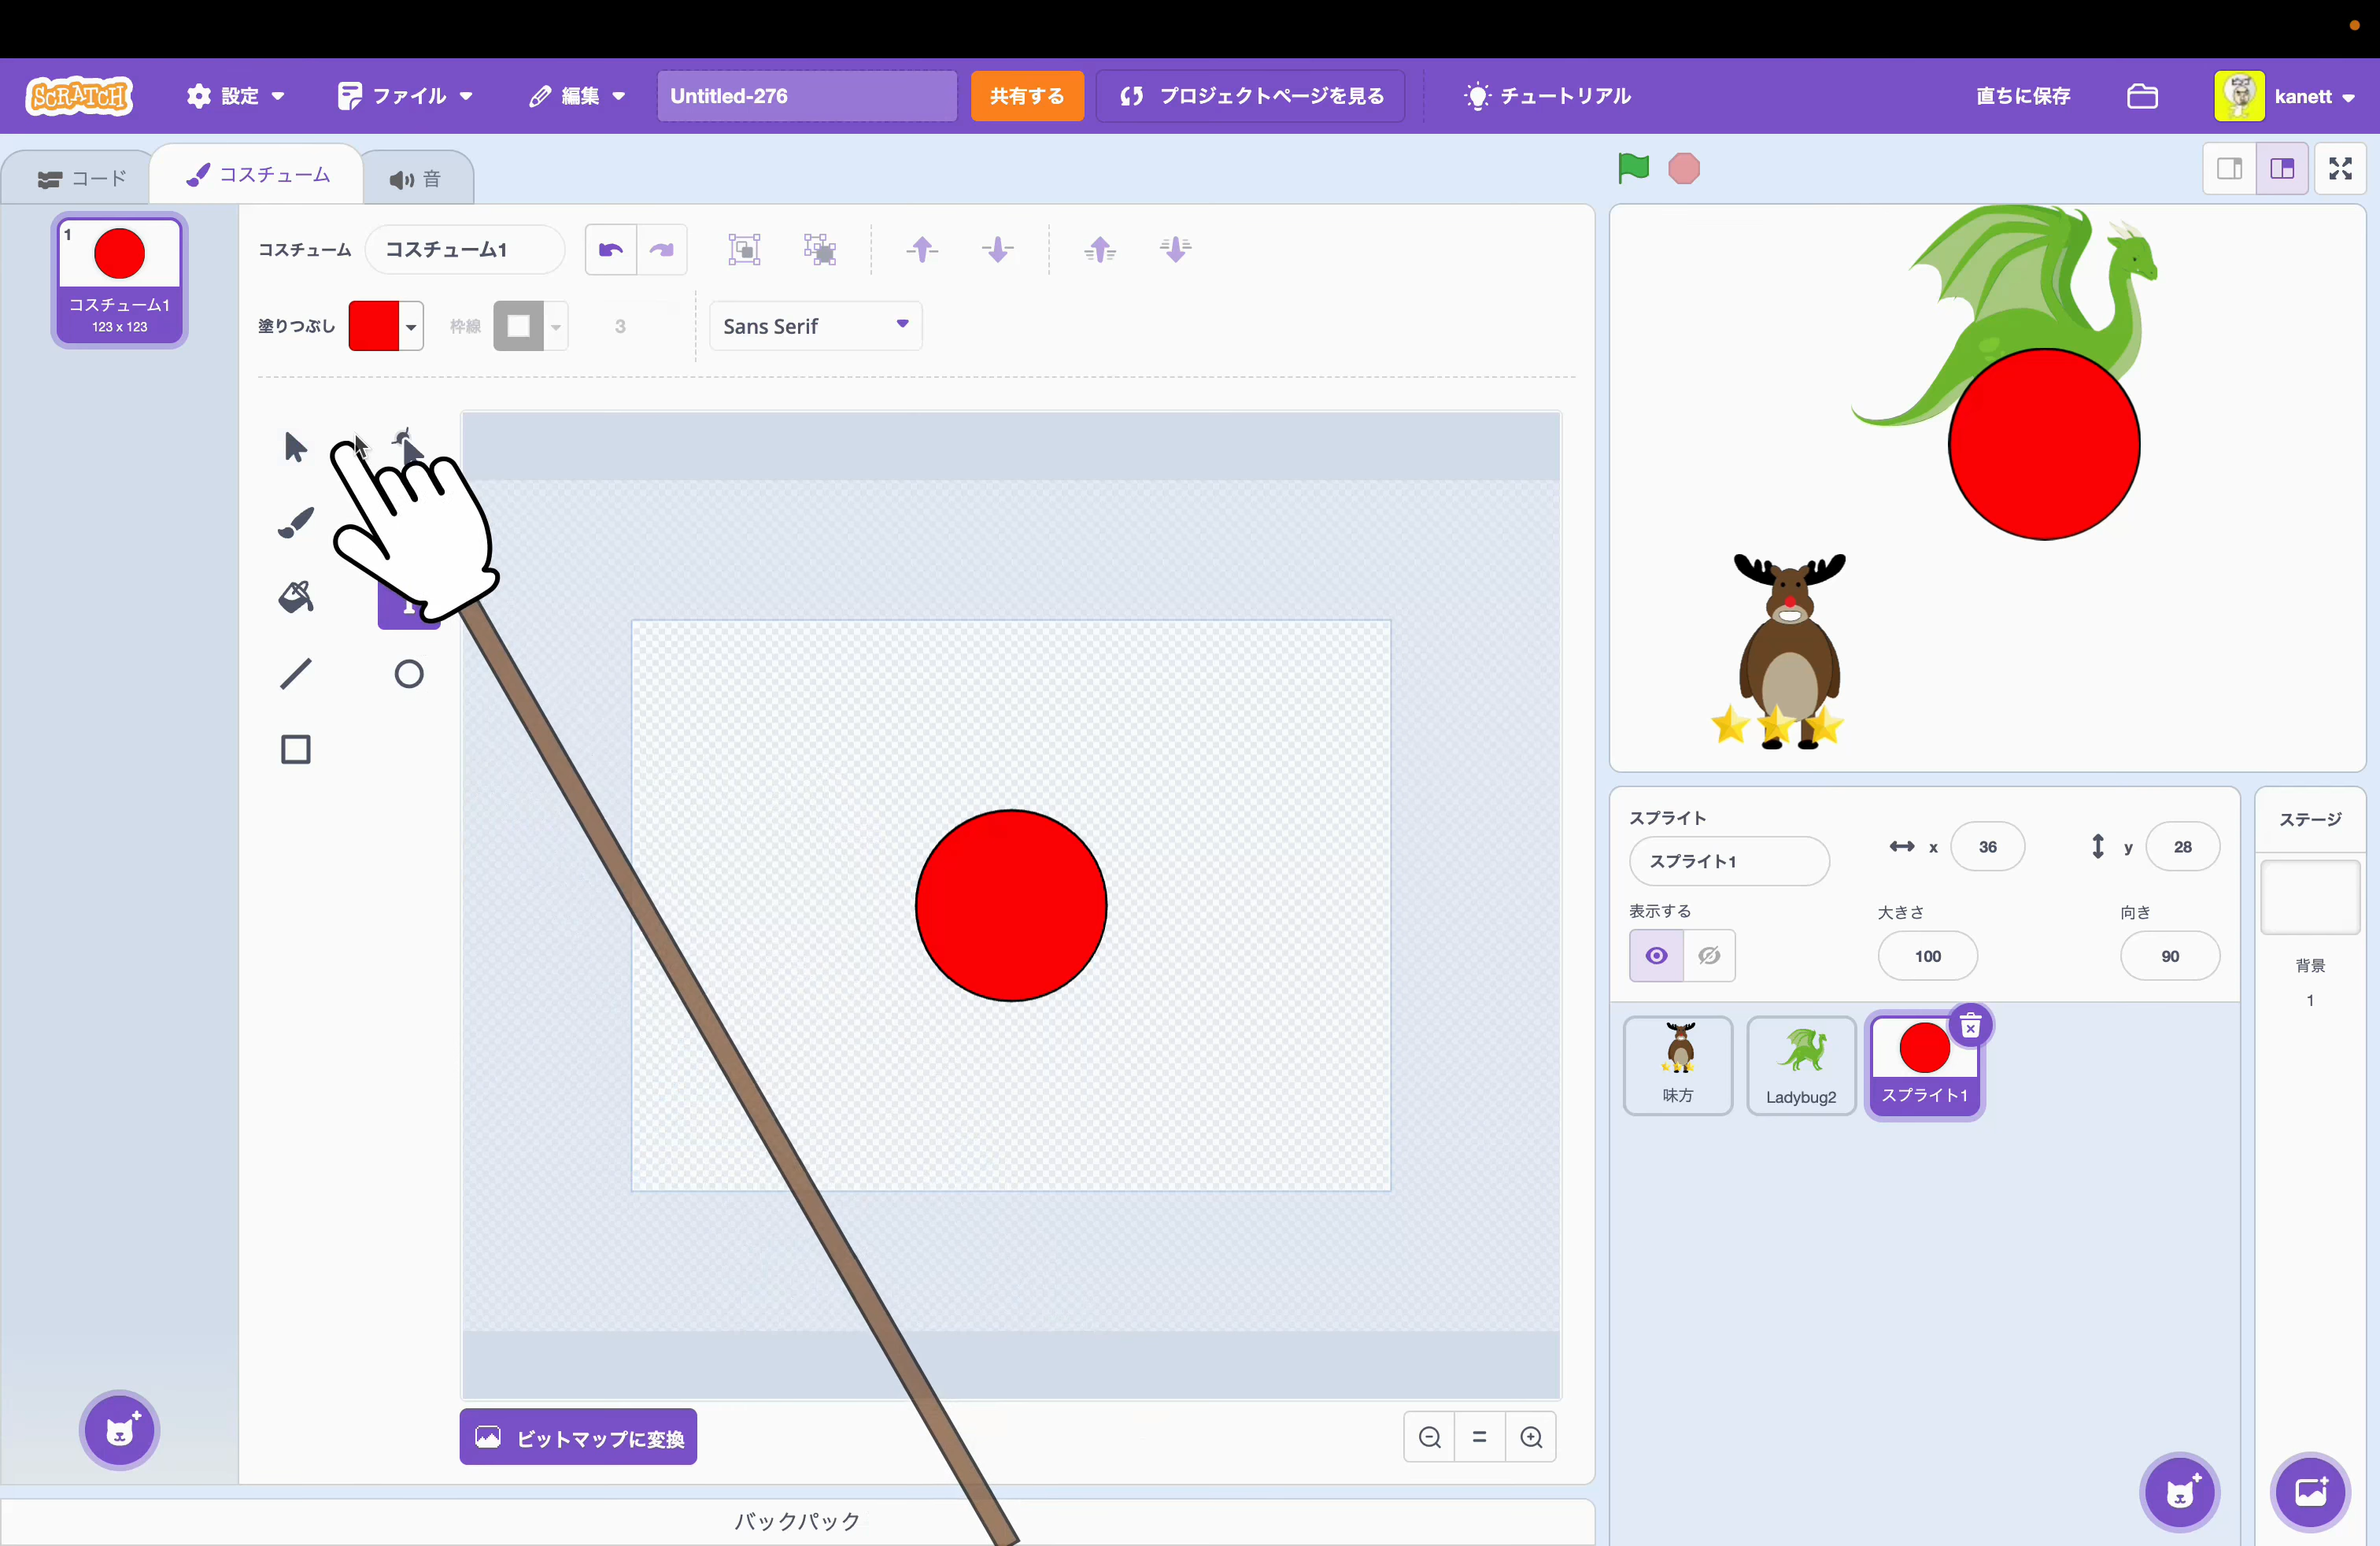 SCRATCH
設定
ファイル
編集
Untitled-276
共有する
プロジェクトページを見る
チュートリアル
直ちに保存
kanett
コード
コスチューム
音
1
コスチューム1
123 x 123
コスチューム
コスチューム1
塗りつぶし
枠線
3
Sans Serif
ビットマップに変換
バックパック
スプライト
スプライト1
x
36
y
28
表示する
大きさ
100
向き
90
味方
Ladybug2
スプライト1
ステージ
背景
1